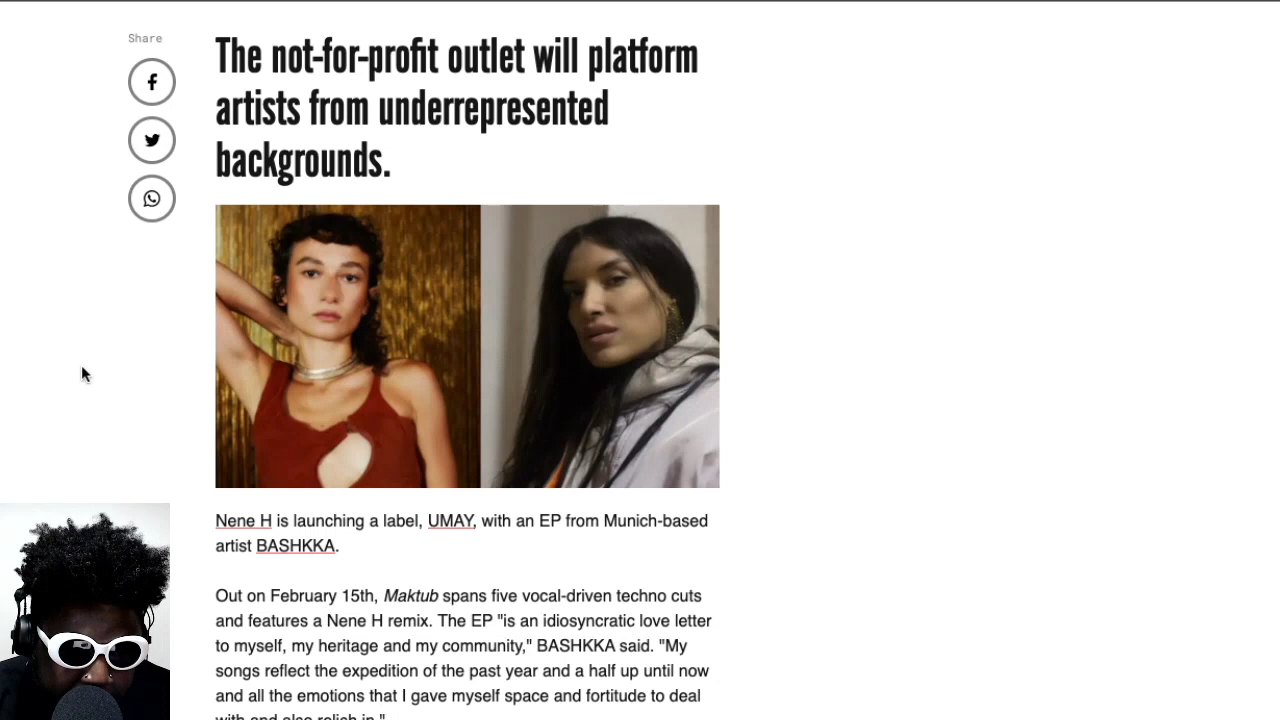 Share
The not-for-profit outlet will platform
artists from underrepresented
backgrounds.
Nene H is launching a label, UMAY, with an EP from Munich-based
artist BASHKKA.
Out on February 15th, Maktub spans five vocal-driven techno cuts
and features a Nene H remix. The EP "is an idiosyncratic love letter
to myself, my heritage and my community," BASHKKA said. "My
songs reflect the expedition of the past year and a half up until now
and all the emotions that I gave myself space and fortitude to deal
with and also relish in."